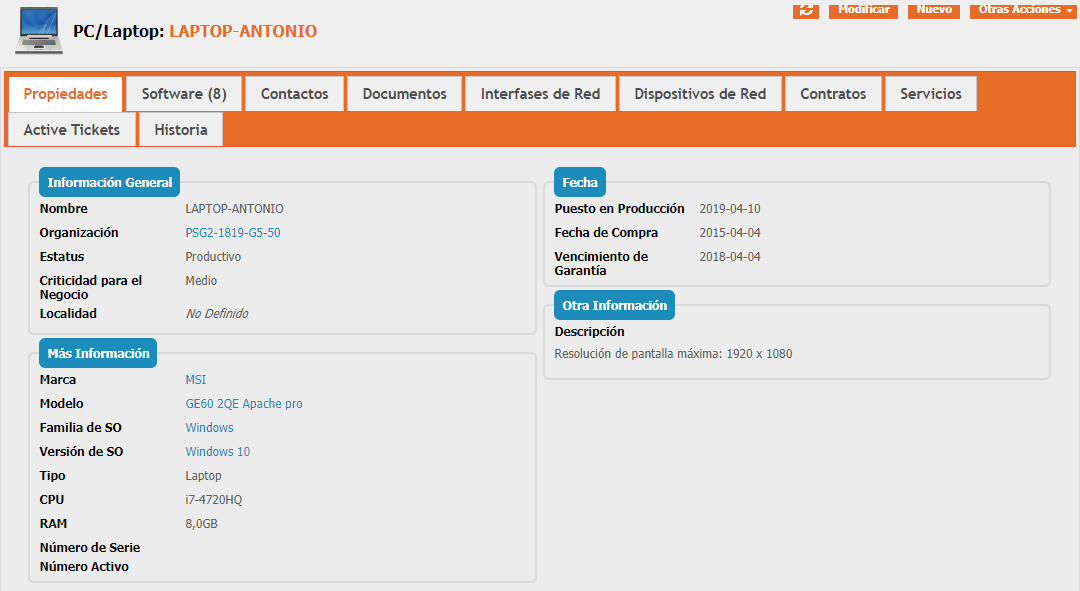 PC/Laptop: LAPTOP-ANTONIO
Modificar Nuevo Otras Acciones
Propiedades Software (8) Contactos Documentos Interfases de Red Dispositivos de Red Contratos Servicios
Active Tickets Historia
Información General
Nombre LAPTOP-ANTONIO
Organización PSG2-1819-G5-50
Estatus Productivo
Criticidad para el
Negocio Medio
Localidad No Definido
Más Información
Marca MSI
Modelo GE60 2QE Apache pro
Familia de SO Windows
Versión de SO Windows 10
Tipo Laptop
CPU i7-4720HQ
RAM 8,0GB
Número de Serie
Número Activo
Fecha
Puesto en Producción 2019-04-10
Fecha de Compra 2015-04-04
Vencimiento de
Garantía 2018-04-04
Otra Información
Descripción
Resolución de pantalla máxima: 1920 x 1080